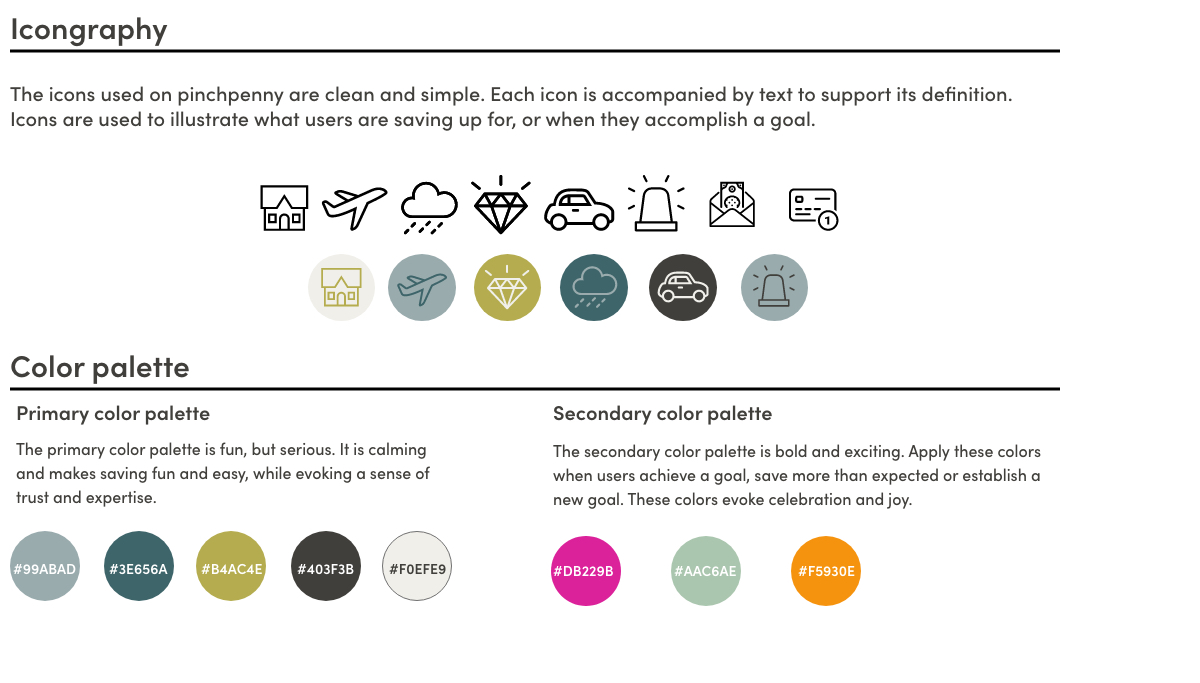 Icongraphy
The icons used on pinchpenny are clean and simple. Each icon is accompanied by text to support its definition.
Icons are used to illustrate what users are saving up for, or when they accomplish a goal.
1
Color palette
Primary color palette
The primary color palette is fun, but serious. It is calming
and makes saving fun and easy, while evoking a sense of
trust and expertise.
#99ABAD
#3E656A
#B4AC4E
#403F3B
#F0EFE9
Secondary color palette
The secondary color palette is bold and exciting. Apply these colors
when users achieve a goal, save more than expected or establish a
new goal. These colors evoke celebration and joy.
#DB229B
#AAC6AE
#F5930E